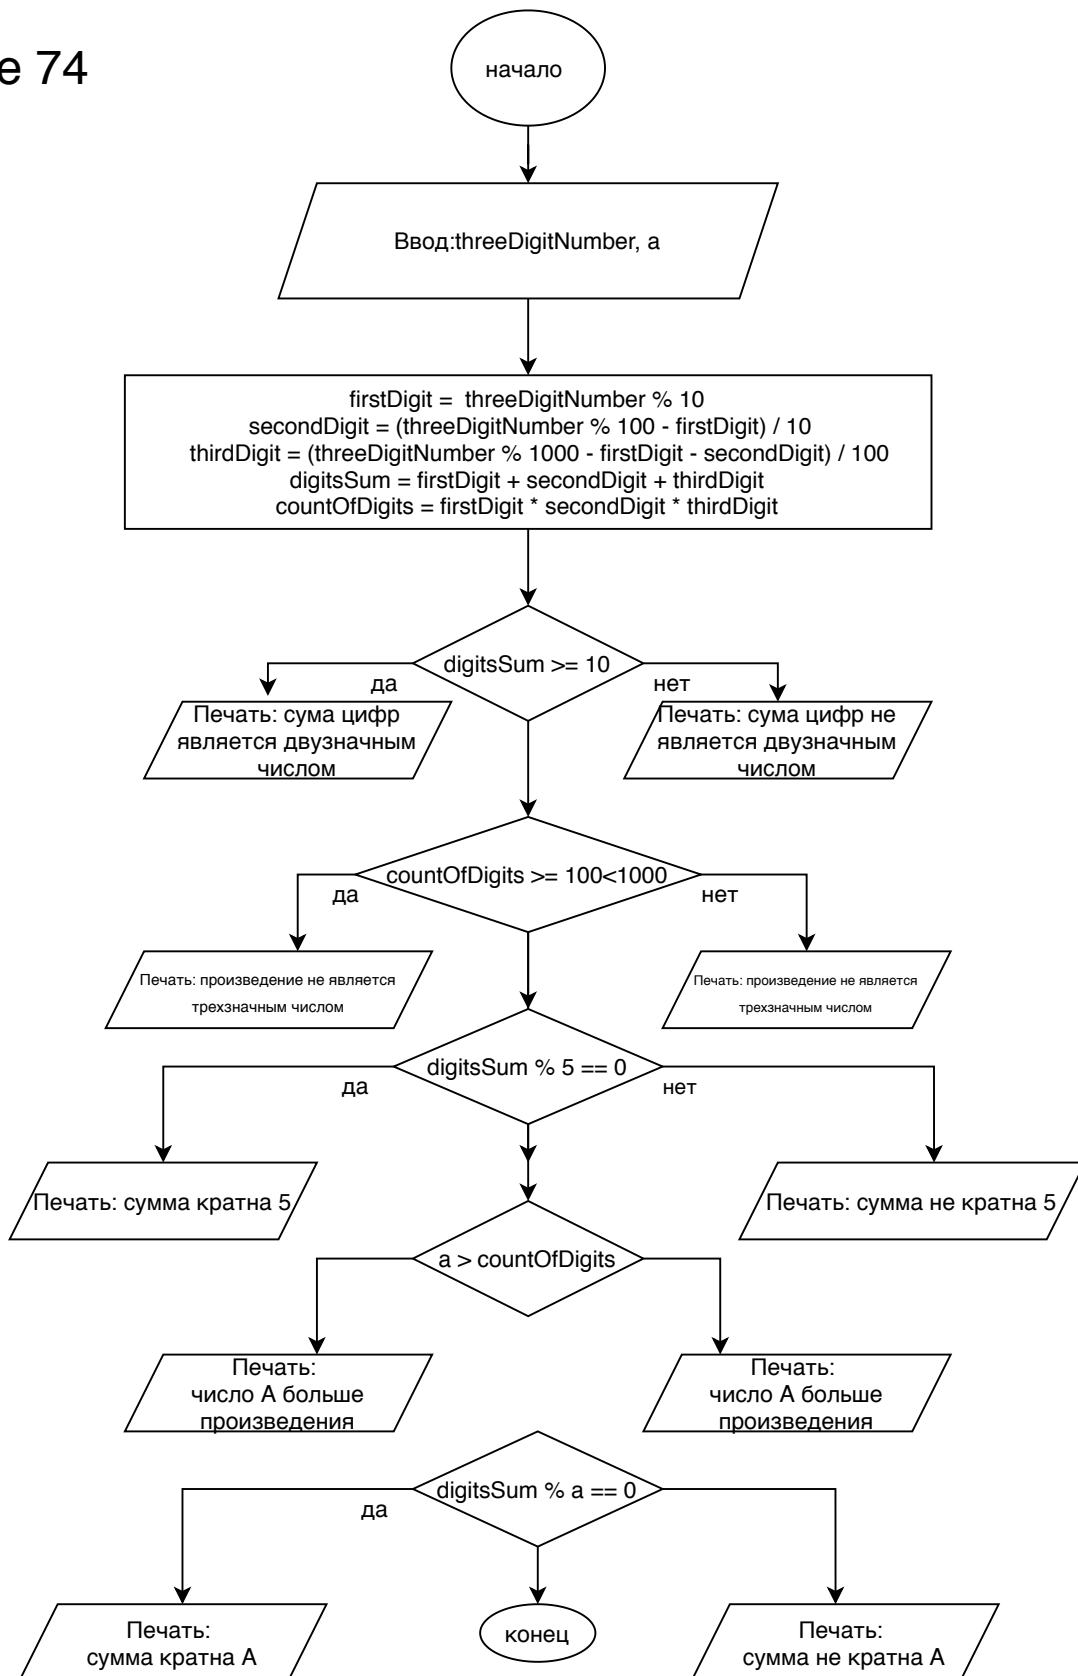 e 74
начало
Ввод:threeDigitNumber, a
firstDigit = threeDigitNumber % 10
secondDigit = (threeDigitNumber % 100 - firstDigit) / 10
thirdDigit = (threeDigitNumber % 1000 - firstDigit - secondDigit) / 100
digitsSum = firstDigit + secondDigit + thirdDigit
countOfDigits = firstDigit * secondDigit * thirdDigit
digitsSum >= 10
да
нет
Печать: сума цифр
является двузначным
числом
Печать: сума цифр не
является двузначным
числом
countOfDigits >= 100<1000
да
нет
Печать: произведение не является
трехзначным числом
Печать: произведение не является
трехзначным числом
digitsSum % 5 == 0
да
нет
Печать: сумма кратна 5
Печать: сумма не кратна 5
a > countOfDigits
Печать:
число А больше
произведения
Печать:
число А больше
произведения
digitsSum % a == 0
да
Печать:
сумма кратна А
конец
Печать:
сумма не кратна А